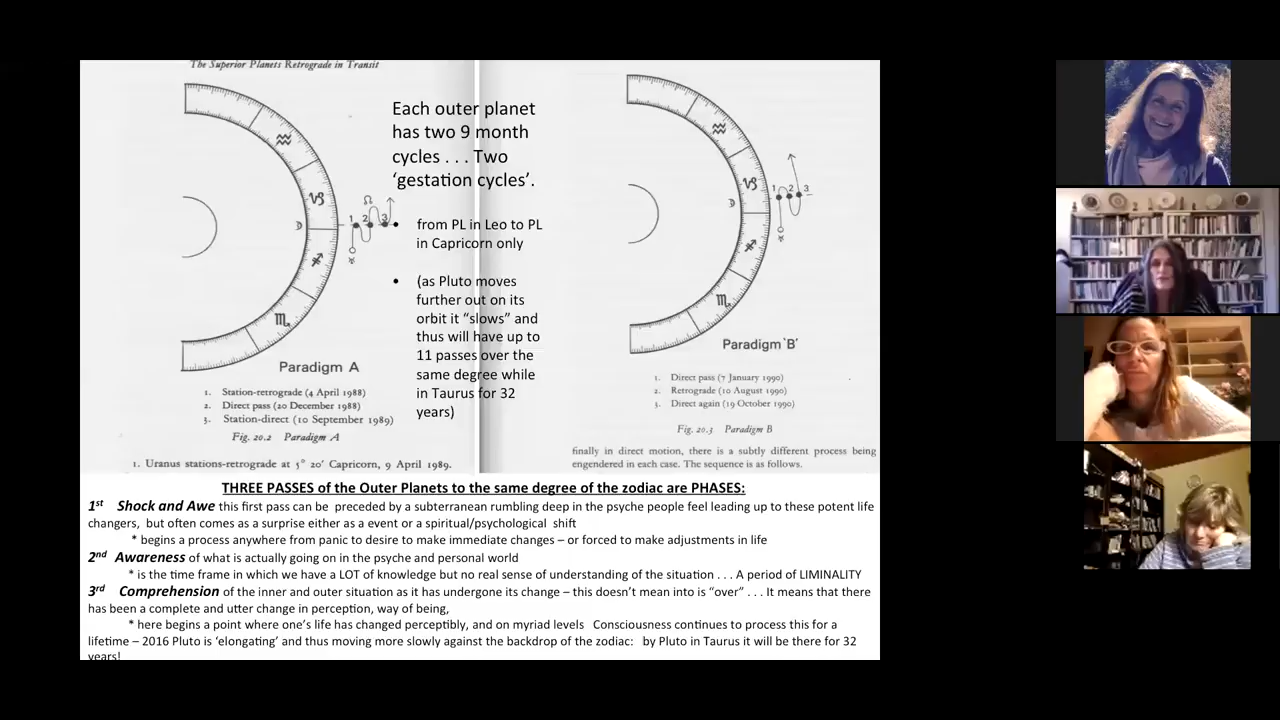 The Superior Planets Retrograde in Transit
Each outer planet
has two 9 month
cycles . . . Two
‘gestation cycles’.
• from PL in Leo to PL
in Capricorn only
• (as Pluto moves
further out on its
orbit it “slows” and
thus will have up to
11 passes over the
same degree while
in Taurus for 32
years)
♒
♑
♐
♏
☊
1 2 3
Paradigm A
1. Station-retrograde (4 April 1988)
2. Direct pass (20 December 1988)
3. Station-direct (10 September 1989)
Fig. 20.2 Paradigm A
1. Uranus stations-retrograde at 5° 20' Capricorn, 9 April 1989.
♒
♑
♐
♏
1 2 3
Paradigm 'B'
1. Direct pass (7 January 1990)
2. Retrograde (10 August 1990)
3. Direct again (19 October 1990)
Fig. 20.3 Paradigm B
finally in direct motion, there is a subtly different process being
engendered in each case. The sequence is as follows.
THREE PASSES of the Outer Planets to the same degree of the zodiac are PHASES:
1st Shock and Awe this first pass can be preceded by a subterranean rumbling deep in the psyche people feel leading up to these potent life
changers, but often comes as a surprise either as a event or a spiritual/psychological shift
* begins a process anywhere from panic to desire to make immediate changes – or forced to make adjustments in life
2nd Awareness of what is actually going on in the psyche and personal world
* is the time frame in which we have a LOT of knowledge but no real sense of understanding of the situation . . . A period of LIMINALITY
3rd Comprehension of the inner and outer situation as it has undergone its change – this doesn’t mean into is “over” . . . It means that there
has been a complete and utter change in perception, way of being,
* here begins a point where one’s life has changed perceptibly, and on myriad levels Consciousness continues to process this for a
lifetime – 2016 Pluto is ‘elongating’ and thus moving more slowly against the backdrop of the zodiac: by Pluto in Taurus it will be there for 32
years!